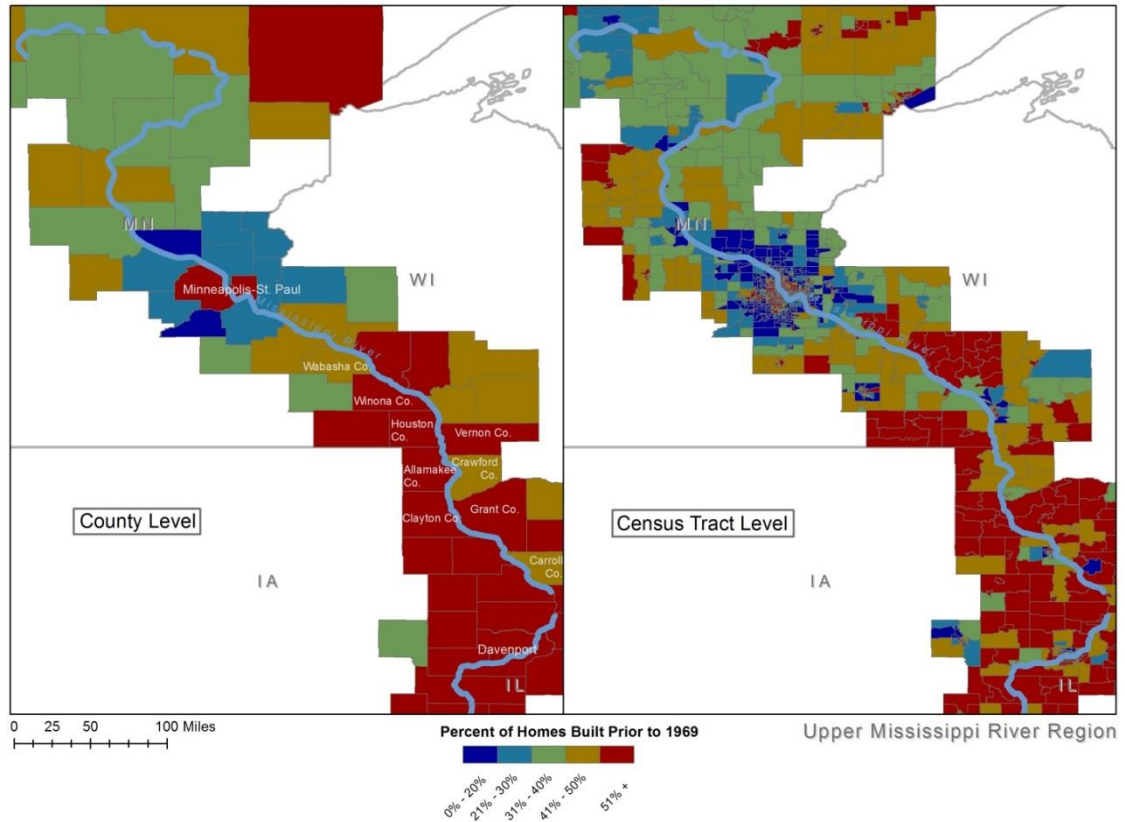 MN
WI
Minneapolis-St. Paul
Mississippi River
Wabasha Co.
Winona Co.
Houston
Co.
Vernon Co.
Allamakee
Co.
Crawford
Co.
Clayton Co.
Grant Co.
Carroll
Co.
County Level
IA
Davenport
IL
MN
WI
River
Census Tract Level
IA
IL
0 25 50 100 Miles
Percent of Homes Built Prior to 1969
0% - 20%
21% - 30%
31% - 40%
41% - 50%
51% +
Upper Mississippi River Region